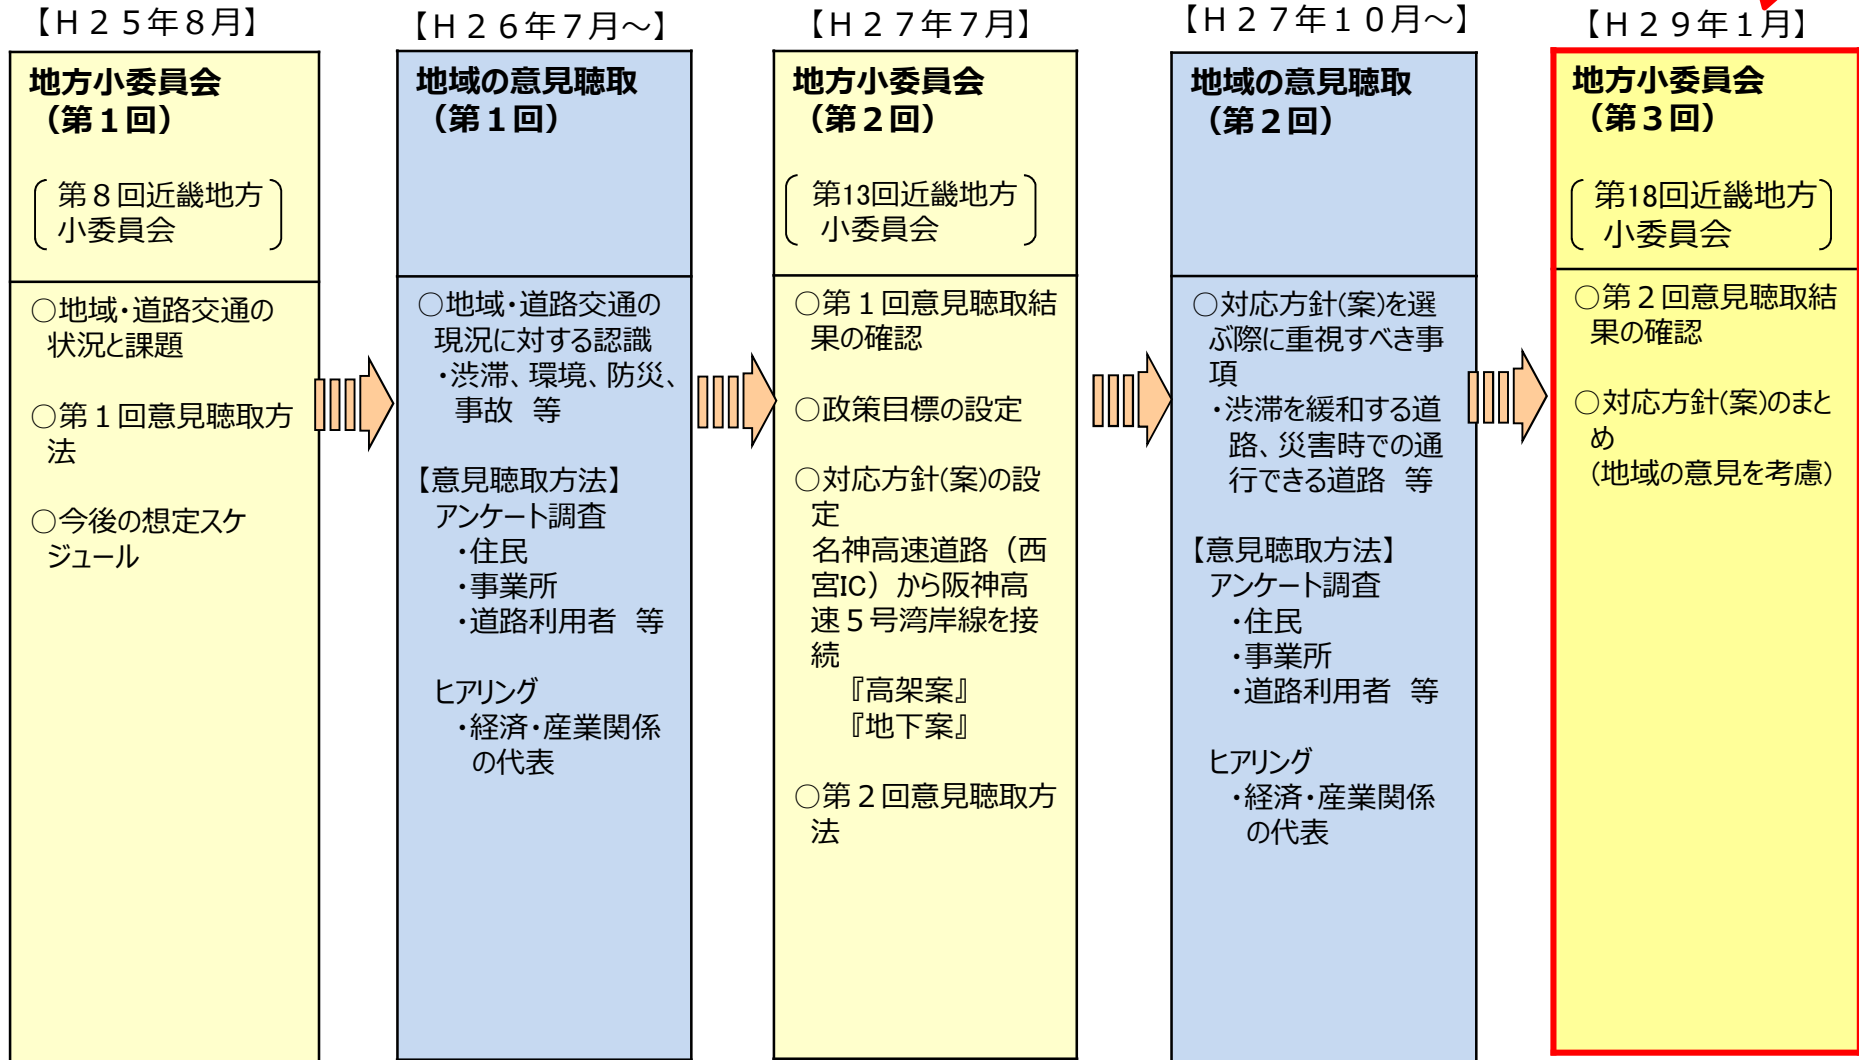 【Ｈ２５年８月】
地方小委員会
（第１回）
第８回近畿地方
小委員会
○地域・道路交通の
状況と課題
○第１回意見聴取方
法
○今後の想定スケ
ジュール
【Ｈ２６年７月～】
地域の意見聴取
（第１回）
○地域・道路交通の
現況に対する認識
・渋滞、環境、防災、
事故　等
【意見聴取方法】
アンケート調査
・住民
・事業所
・道路利用者　等
ヒアリング
・経済・産業関係
の代表
【Ｈ２７年７月】
地方小委員会
（第２回）
第13回近畿地方
小委員会
○第１回意見聴取結
果の確認
○政策目標の設定
○対応方針(案)の設
定
名神高速道路（西
宮IC）から阪神高
速５号湾岸線を接
続
『高架案』
『地下案』
○第２回意見聴取方
法
【Ｈ２７年１０月～】
地域の意見聴取
（第２回）
○対応方針(案)を選
ぶ際に重視すべき事
項
・渋滞を緩和する道
路、災害時での通
行できる道路　等
【意見聴取方法】
アンケート調査
・住民
・事業所
・道路利用者　等
ヒアリング
・経済・産業関係
の代表
【Ｈ２９年１月】
地方小委員会
（第３回）
第18回近畿地方
小委員会
○第２回意見聴取結
果の確認
○対応方針(案)のまと
め
(地域の意見を考慮)